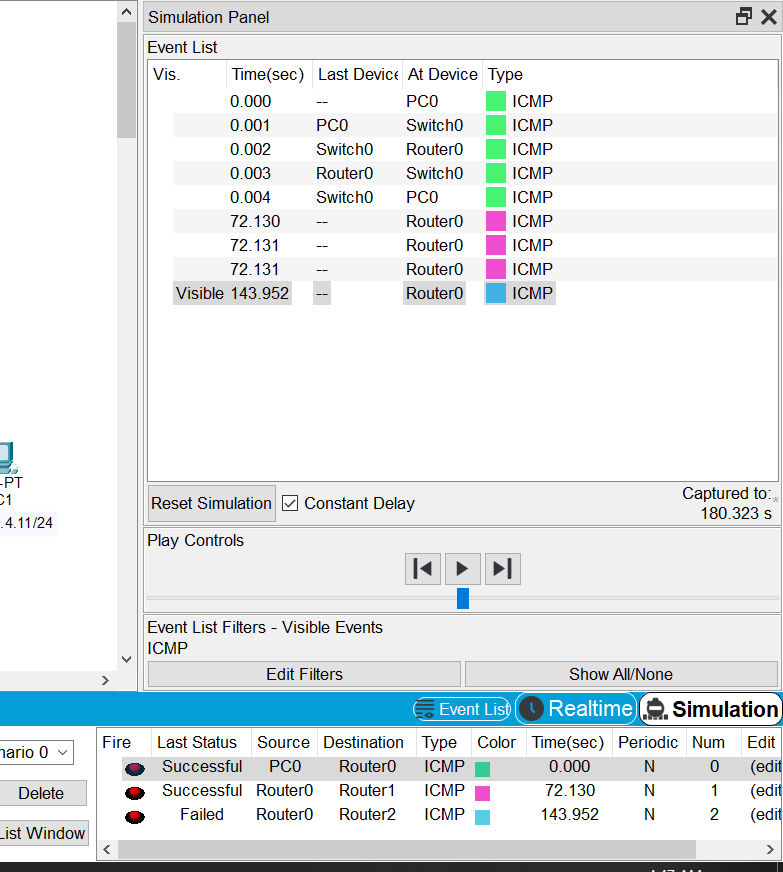 Simulation Panel
Event List
Vis. Time(sec) Last Device At Device Type
0.000 -- PC0 ICMP
0.001 PC0 Switch0 ICMP
0.002 Switch0 Router0 ICMP
0.003 Router0 Switch0 ICMP
0.004 Switch0 PC0 ICMP
72.130 -- Router0 ICMP
72.131 -- Router0 ICMP
72.131 -- Router0 ICMP
Visible 143.952 -- Router0 ICMP
-PT
C1
.4.11/24
Reset Simulation Constant Delay
Captured to: *
180.323 s
Play Controls
Event List Filters - Visible Events
ICMP
Edit Filters Show All/None
Event List Realtime Simulation
nario 0
Delete
List Window
Fire Last Status Source Destination Type Color Time(sec) Periodic Num Edit
Successful PC0 Router0 ICMP 0.000 N 0 (edit
Successful Router0 Router1 ICMP 72.130 N 1 (edit
Failed Router0 Router2 ICMP 143.952 N 2 (edit